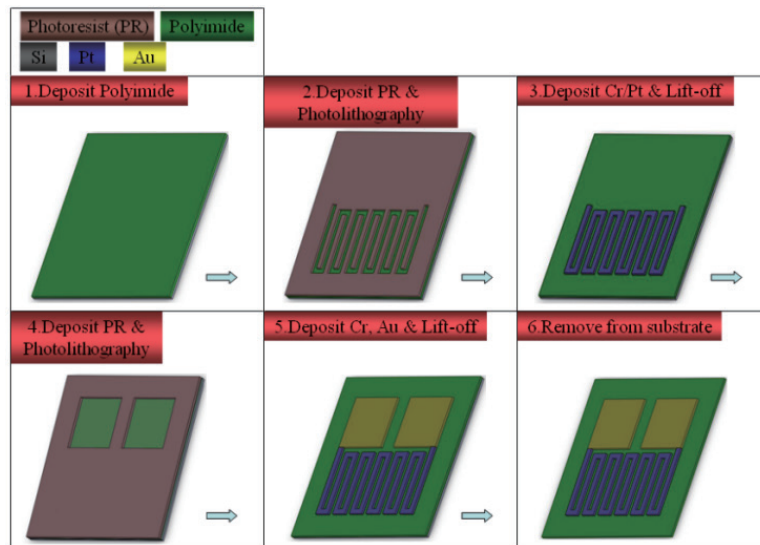 Photoresist (PR) Polyimide
Si Pt Au
1.Deposit Polyimide
2.Deposit PR &
Photolithography
3.Deposit Cr/Pt & Lift-off
4.Deposit PR &
Photolithography
5.Deposit Cr, Au & Lift-off
6.Remove from substrate